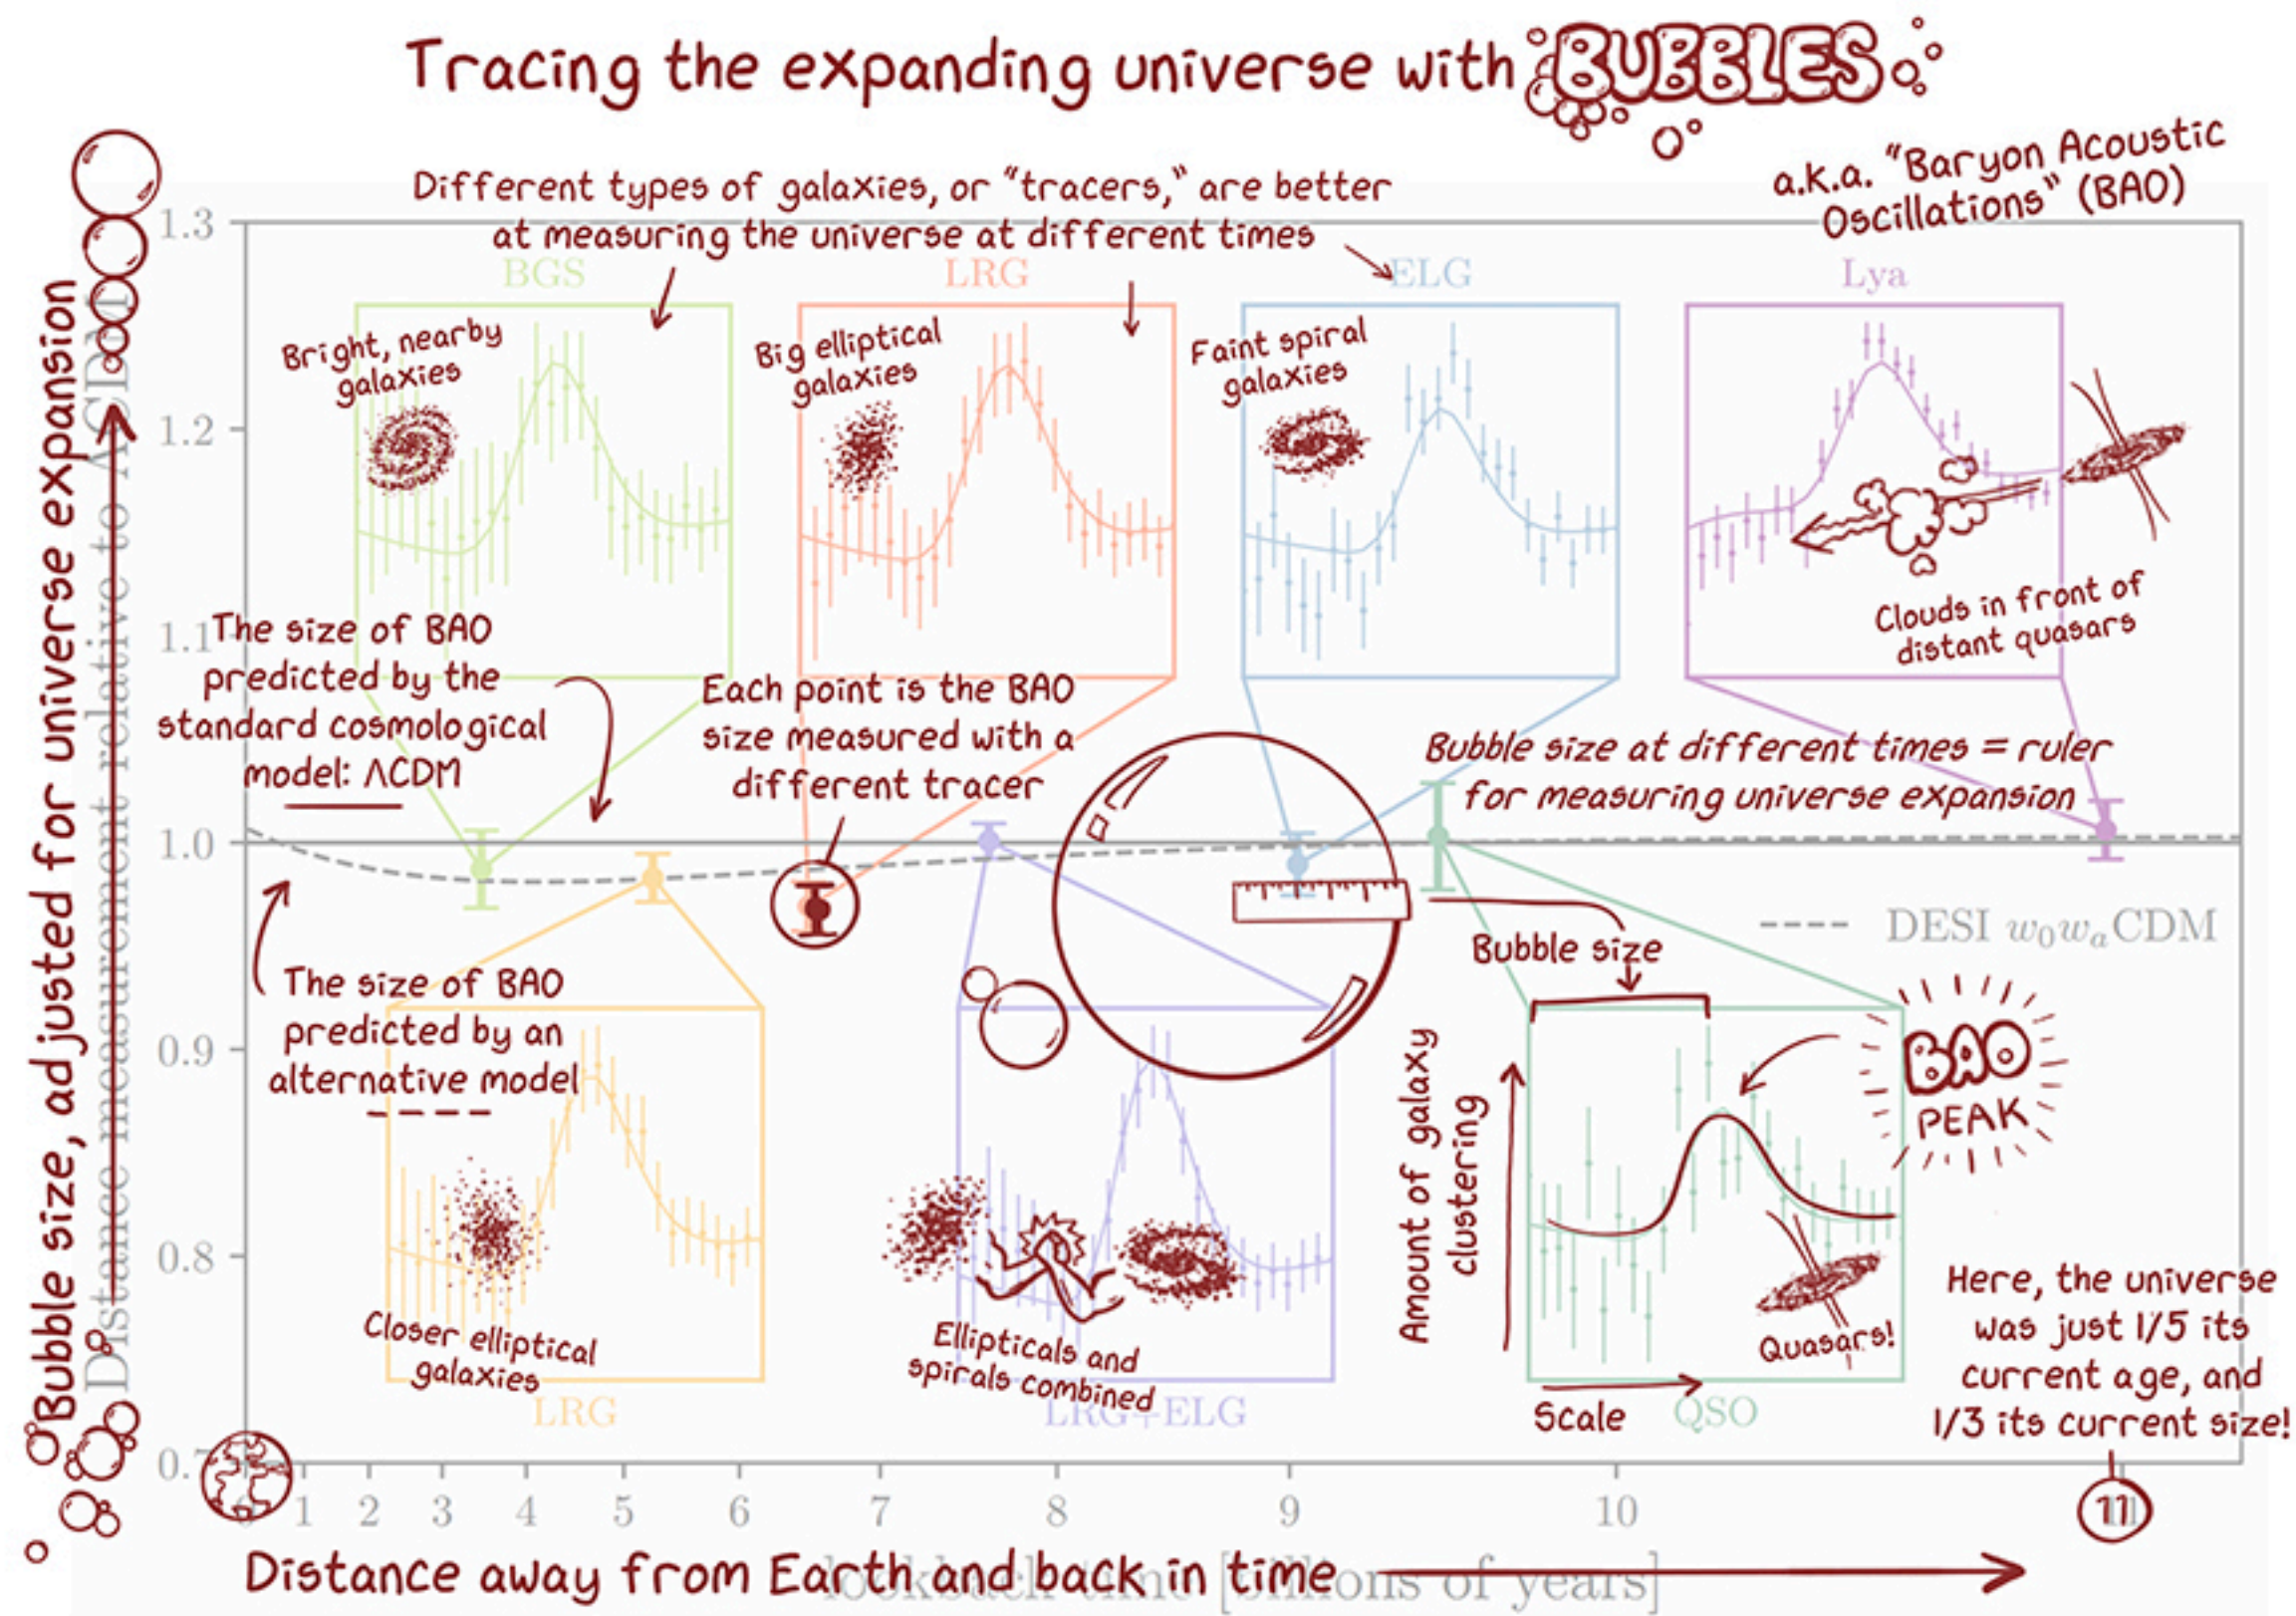 Tracing the expanding universe with BUBBLES
a.k.a. "Baryon Acoustic
Oscillations" (BAO)
Different types of galaxies, or "tracers," are better
at measuring the universe at different times
Bubble size, adjusted for universe expansion
Distance measurement relative to ΛCDM
1.3
1.2
1.1
1.0
0.9
0.8
0.7
BGS
Bright, nearby
galaxies
LRG
Big elliptical
galaxies
ELG
Faint spiral
galaxies
Lya
Clouds in front of
distant quasars
The size of BAO
predicted by the
standard cosmological
model: ΛCDM
Each point is the BAO
size measured with a
different tracer
Bubble size at different times = ruler
for measuring universe expansion
DESI w₀wₐCDM
Bubble size
The size of BAO
predicted by an
alternative model
Closer elliptical
galaxies
LRG
Ellipticals and
spirals combined
LRG+ELG
Amount of galaxy
clustering
BAO
PEAK
Quasars!
Scale
QSO
Here, the universe
was just 1/5 its
current age, and
1/3 its current size!
0 1 2 3 4 5 6 7 8 9 10 11
Distance away from Earth and back in time
lookback time [billions of years]